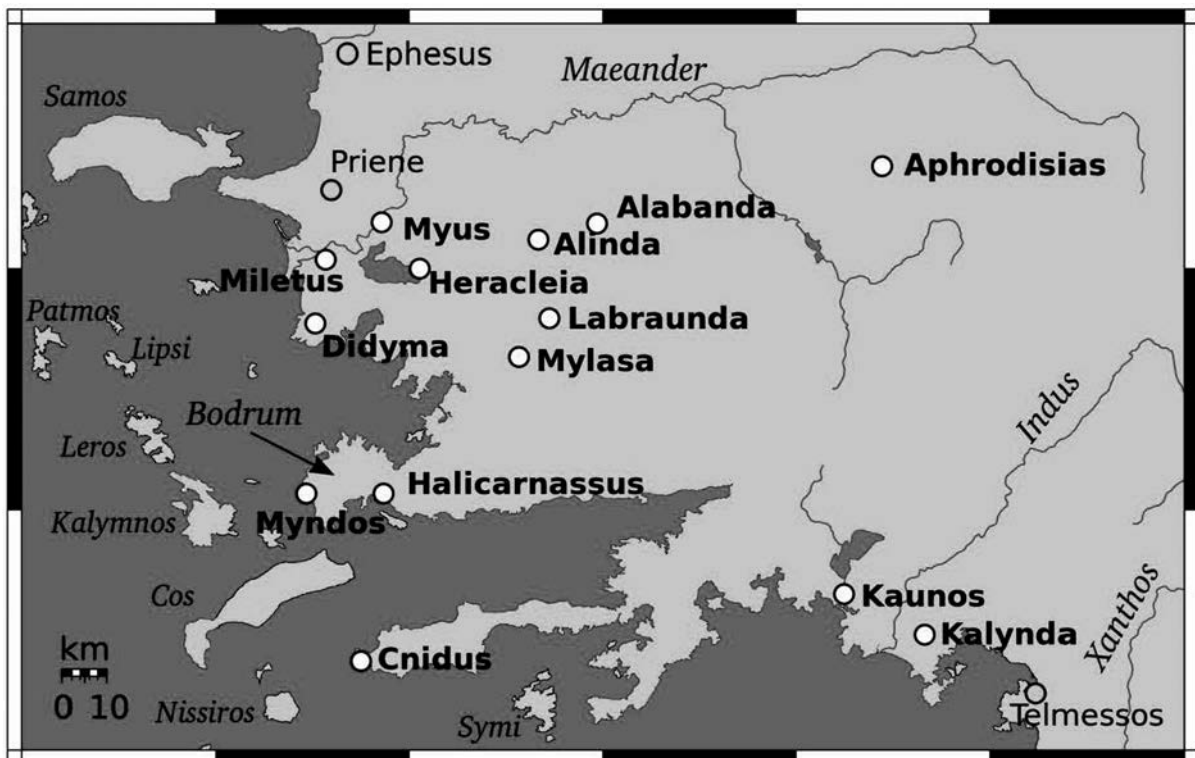 Ephesus
Maeander
Samos
Priene
Aphrodisias
Alabanda
Myus
Alinda
Miletus
Heracleia
Patmos
Labraunda
Lipsi
Didyma
Mylasa
Indus
Bodrum
Leros
Halicarnassus
Kalymnos
Myndos
Cos
Kaunos
Kalynda
Xanthos
km
Cnidus
0 10
Nissiros
Symi
Telmessos